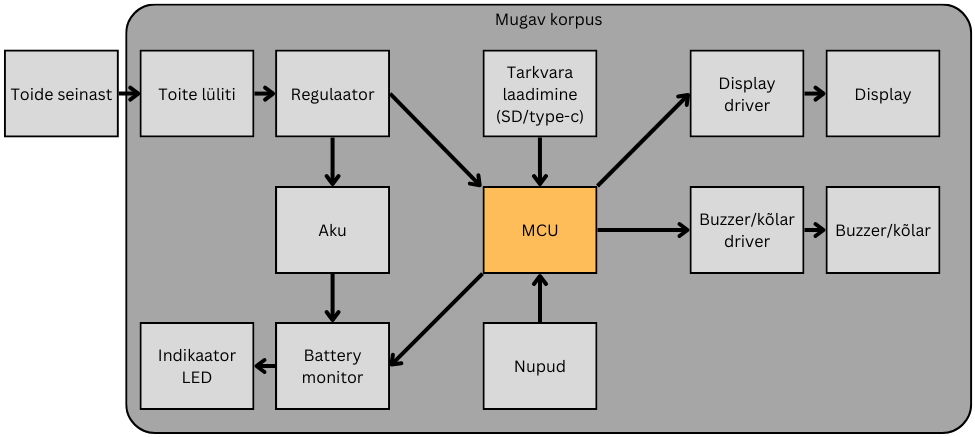 Mugav korpus
Toide seinast
Toite lüliti
Regulaator
Tarkvara
laadimine
(SD/type-c)
Display
driver
Display
Aku
MCU
Buzzer/kõlar
driver
Buzzer/kõlar
Indikaator
LED
Battery
monitor
Nupud